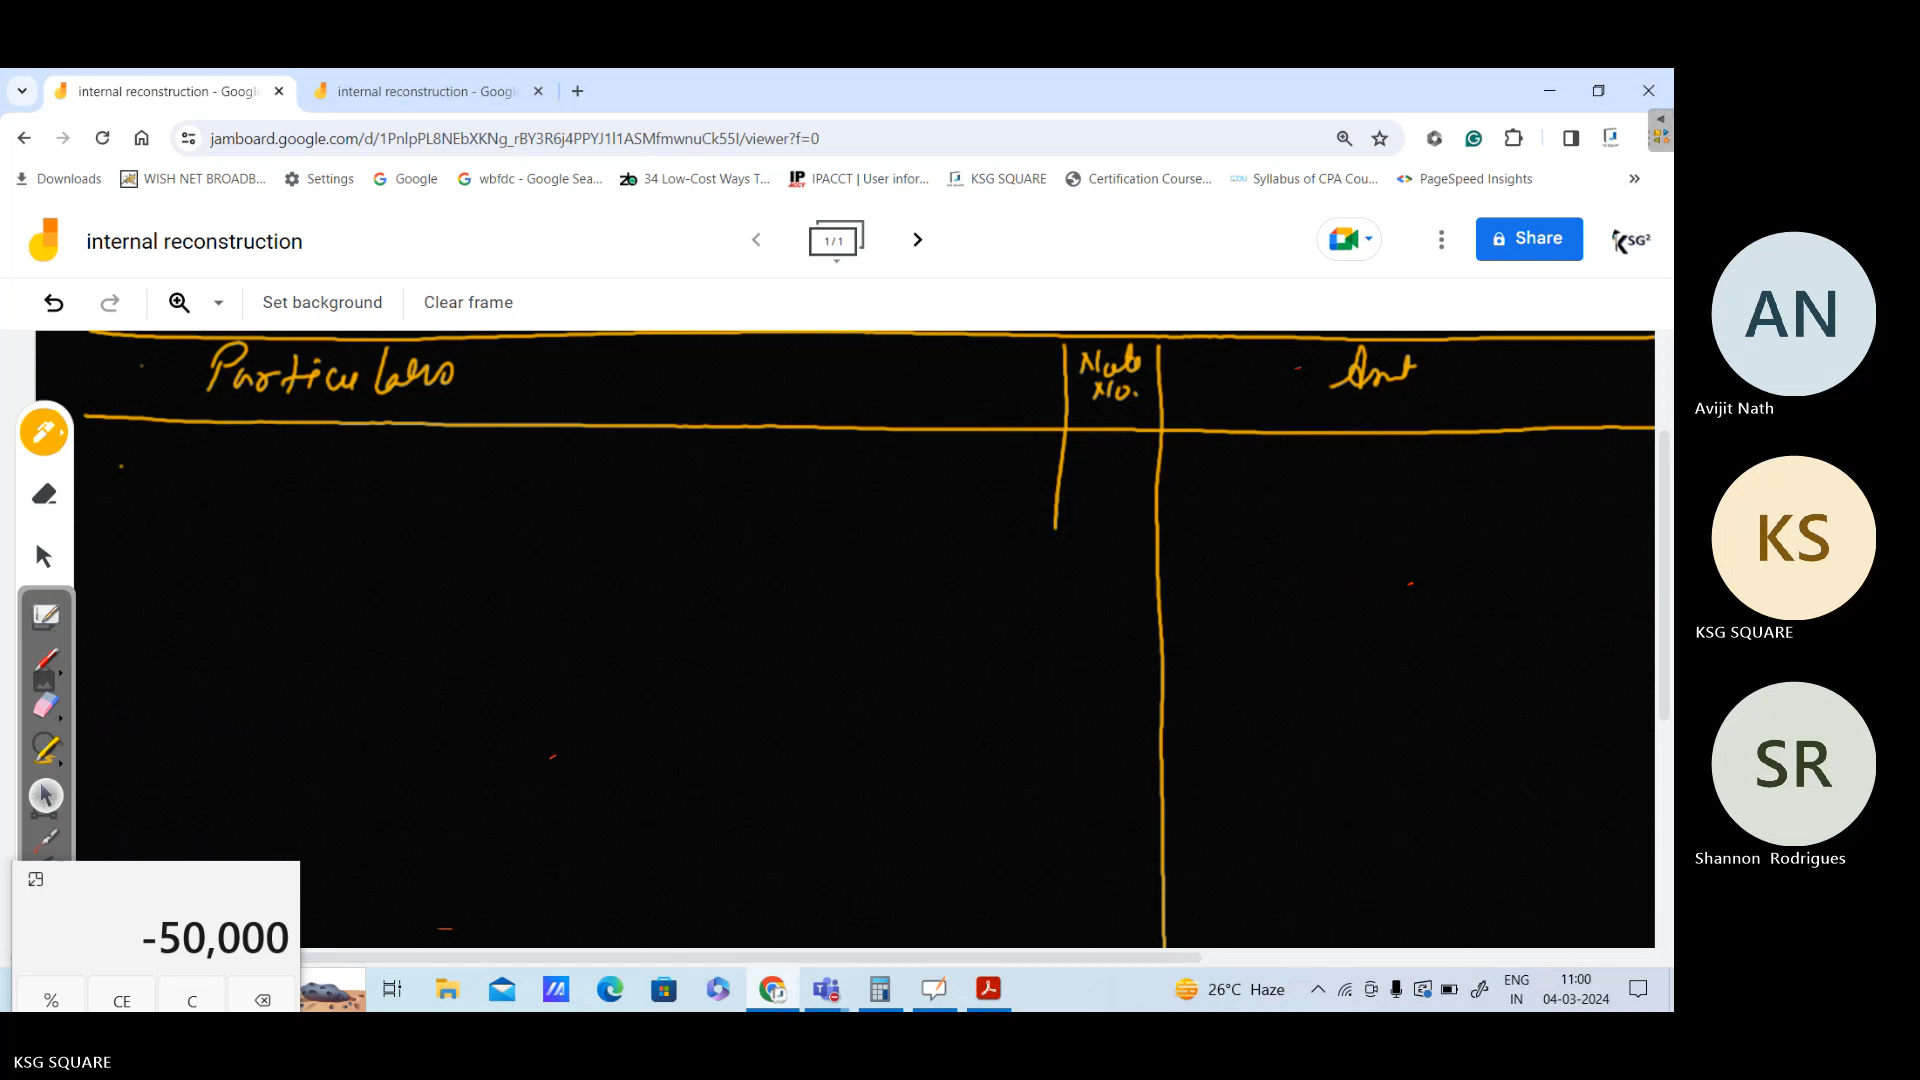 internal reconstruction - Google
internal reconstruction - Googl
jamboard.google.com/d/1PnlpPL8NEbXKNg_rBY3R6j4PPYJ1l1ASMfmwnuCk55I/viewer?f=0
Downloads
WISH NET BROADB...
Settings
Google
wbfdc - Google Sea...
34 Low-Cost Ways T...
IPACCT | User infor...
KSG SQUARE
Certification Course...
Syllabus of CPA Cou...
PageSpeed Insights
internal reconstruction
1 / 1
Share
KSG²
Set background
Clear frame
Particulars
Note
No.
Amt
AN
Avijit Nath
KS
KSG SQUARE
SR
Shannon Rodrigues
-50,000
% CE C
26°C Haze
ENG
IN
11:00
04-03-2024
KSG SQUARE